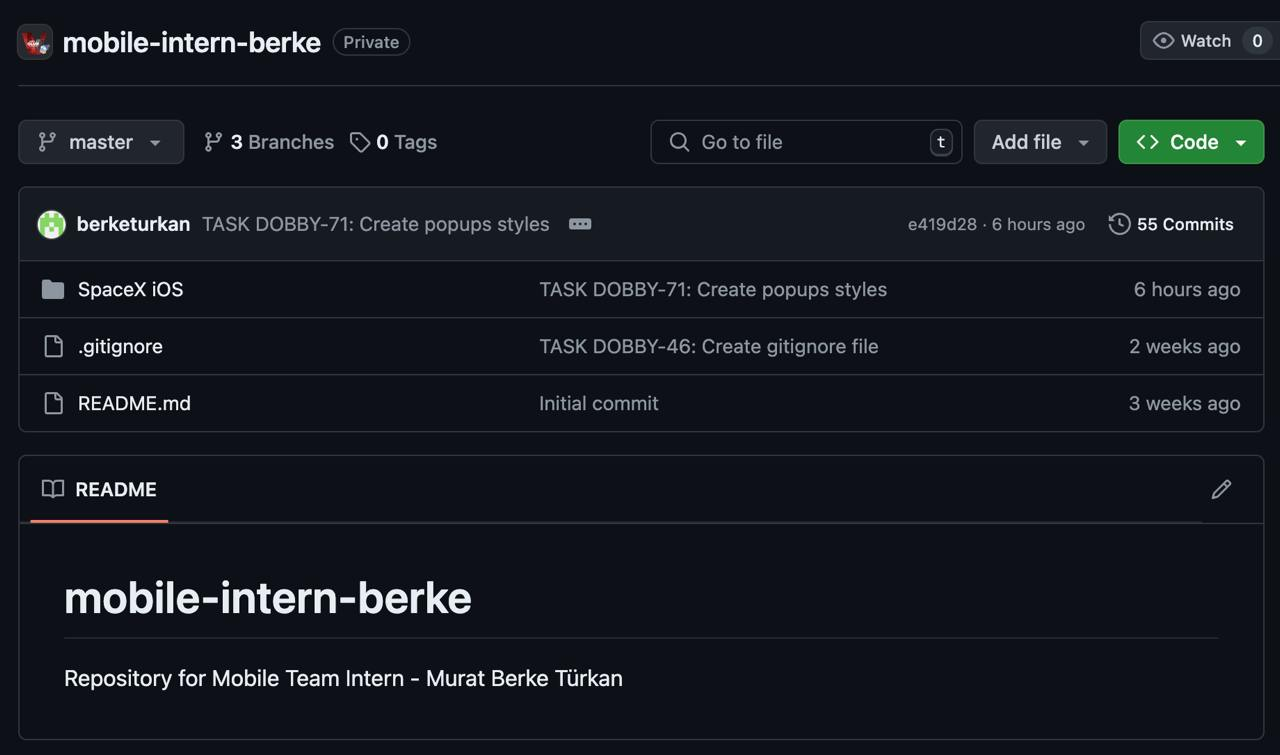 mobile-intern-berke Private Watch 0
master 3 Branches 0 Tags Go to file t Add file Code
berketurkan TASK DOBBY-71: Create popups styles e419d28 · 6 hours ago 55 Commits
SpaceX iOS TASK DOBBY-71: Create popups styles 6 hours ago
.gitignore TASK DOBBY-46: Create gitignore file 2 weeks ago
README.md Initial commit 3 weeks ago
README
mobile-intern-berke
Repository for Mobile Team Intern - Murat Berke Türkan